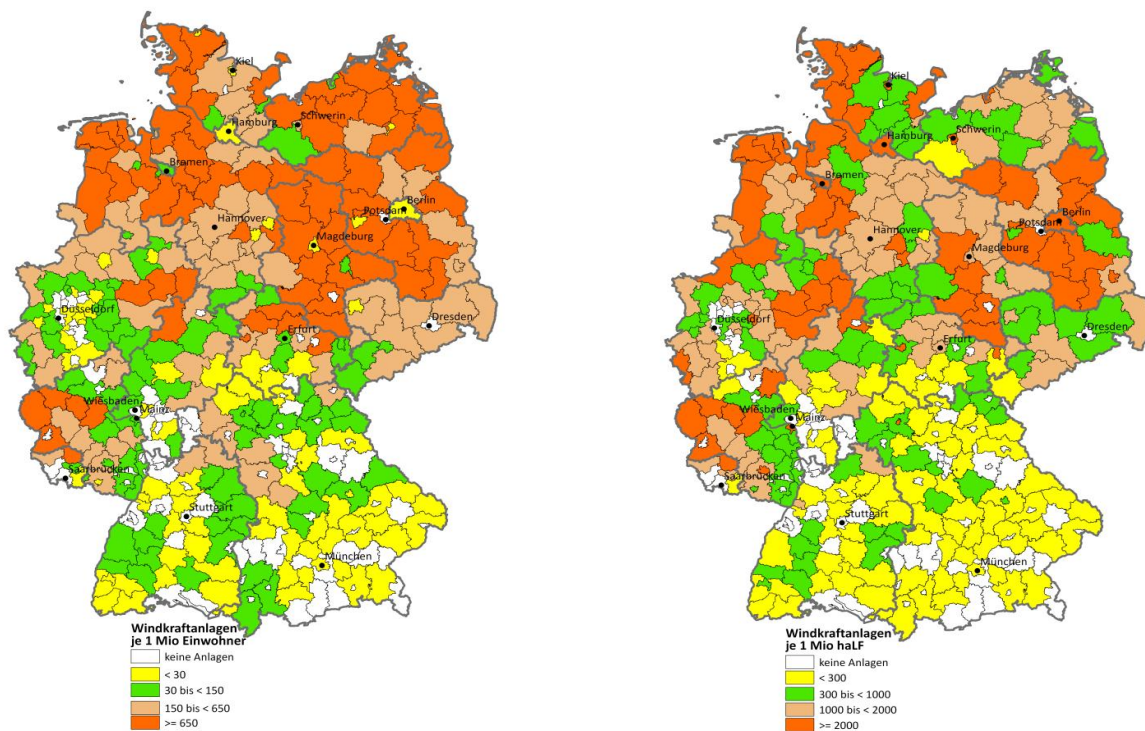 Kiel
Hamburg
Schwerin
Bremen
Berlin
Potsdam
Hannover
Magdeburg
Düsseldorf
Erfurt
Dresden
Wiesbaden
Mainz
Saarbrücken
Stuttgart
München
Windkraftanlagen
je 1 Mio Einwohner
keine Anlagen
< 30
30 bis < 150
150 bis < 650
>= 650
Kiel
Hamburg
Schwerin
Bremen
Berlin
Potsdam
Hannover
Magdeburg
Düsseldorf
Erfurt
Dresden
Wiesbaden
Mainz
Saarbrücken
Stuttgart
München
Windkraftanlagen
je 1 Mio haLF
keine Anlagen
< 300
300 bis < 1000
1000 bis < 2000
>= 2000